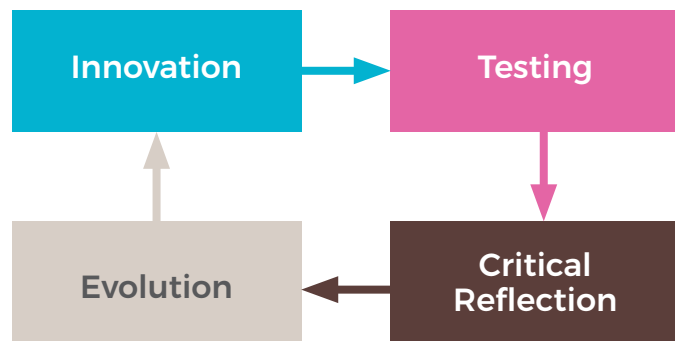 Innovation
Testing
Evolution
Critical
Reflection